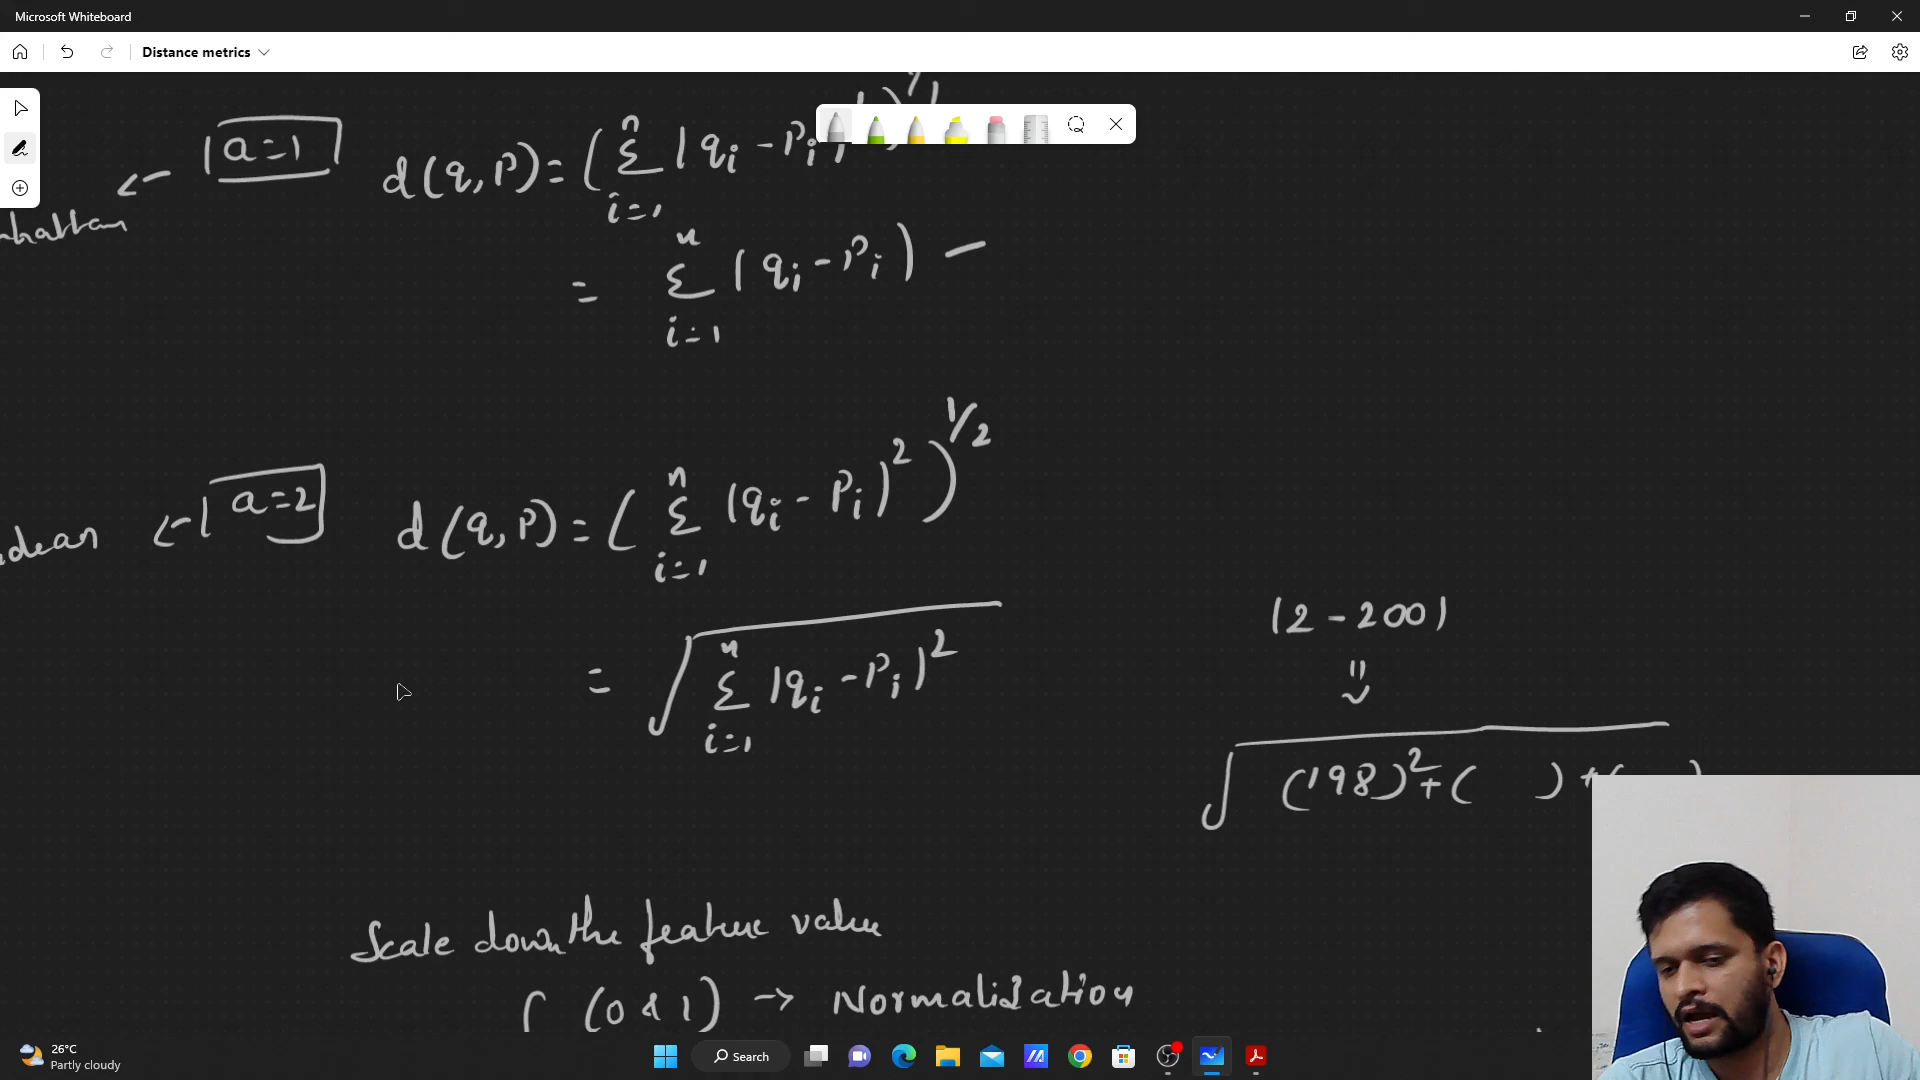 Microsoft Whiteboard
Distance metrics
a=1
d(q,P)= ( n Σ i=1 |qi - Pi|
= n Σ i=1 |qi - Pi| -
a=2
d(q,P) = ( n Σ i=1 |qi - Pi|²)^1/2
= √ n Σ i=1 |qi - Pi|²
|2 - 200|
=
√ (198)² + ( ) + ( )
Scale down the feature value
(0 & 1) → Normalization
26°C
Partly cloudy
Search